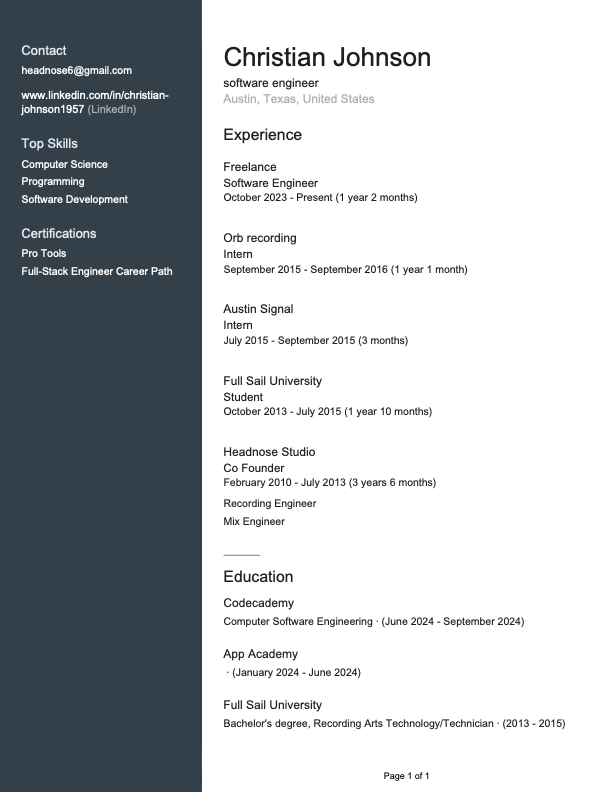 Contact
headnose6@gmail.com
www.linkedin.com/in/christian-
johnson1957 (LinkedIn)
Top Skills
Computer Science
Programming
Software Development
Certifications
Pro Tools
Full-Stack Engineer Career Path
Christian Johnson
software engineer
Austin, Texas, United States
Experience
Freelance
Software Engineer
October 2023 - Present (1 year 2 months)
Orb recording
Intern
September 2015 - September 2016 (1 year 1 month)
Austin Signal
Intern
July 2015 - September 2015 (3 months)
Full Sail University
Student
October 2013 - July 2015 (1 year 10 months)
Headnose Studio
Co Founder
February 2010 - July 2013 (3 years 6 months)
Recording Engineer
Mix Engineer
Education
Codecademy
Computer Software Engineering · (June 2024 - September 2024)
App Academy
· (January 2024 - June 2024)
Full Sail University
Bachelor's degree, Recording Arts Technology/Technician · (2013 - 2015)
Page 1 of 1